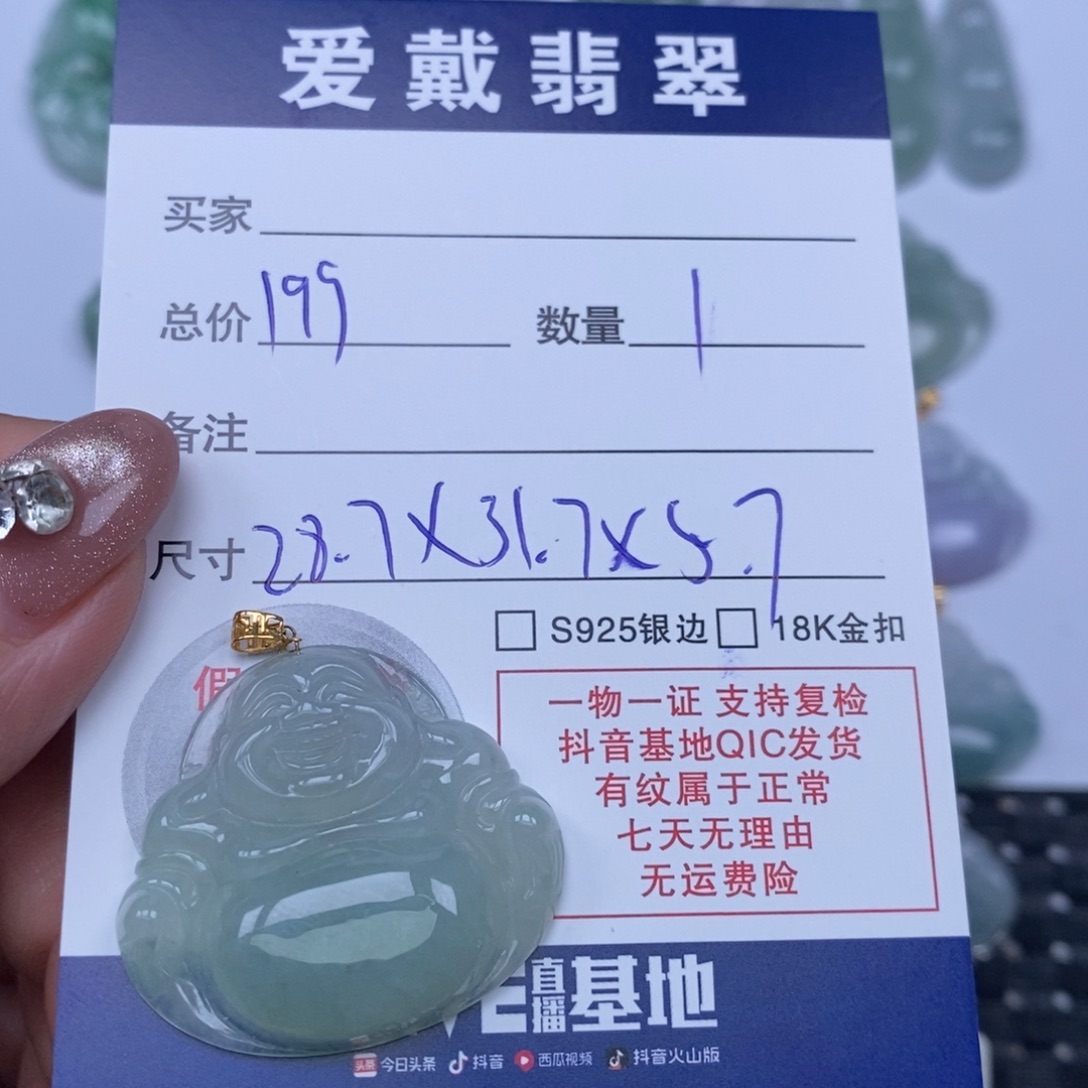 爱戴翡翠
买家
总价 199 数量 1
备注
尺寸 28.7X31.7X5.7
S925银边 18K金扣
假
一物一证 支持复检
抖音基地QIC发货
有纹属于正常
七天无理由
无运费险
直播基地
头条 今日头条 抖音 西瓜视频 抖音火山版